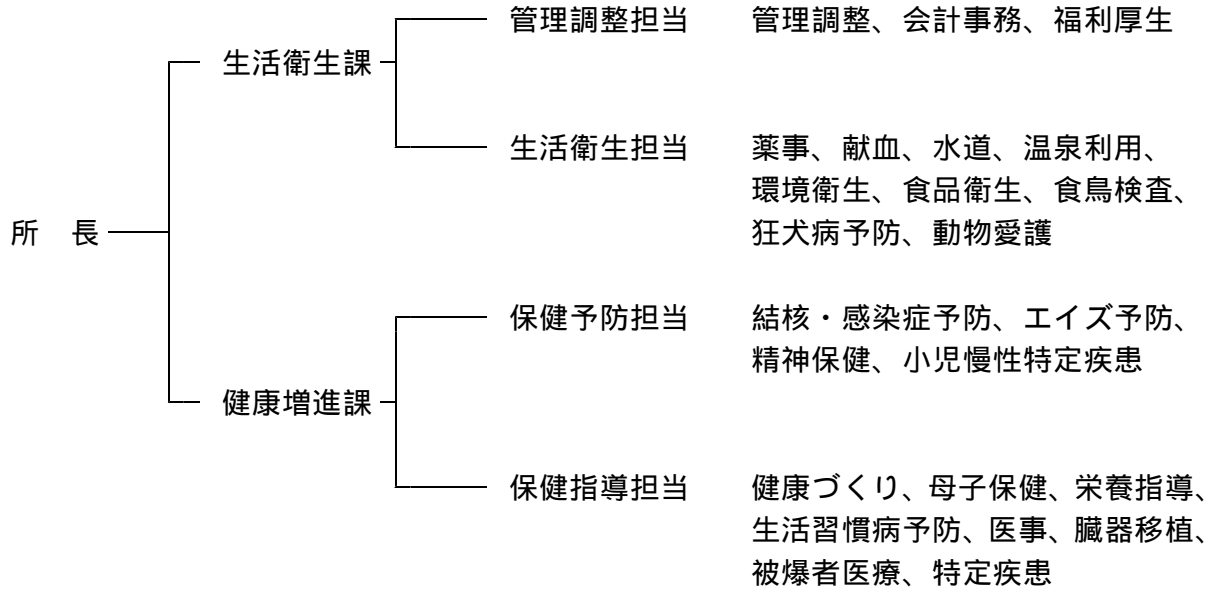 管理調整担当 管理調整、会計事務、福利厚生
生活衛生課
生活衛生担当 薬事、献血、水道、温泉利用、
環境衛生、食品衛生、食鳥検査、
狂犬病予防、動物愛護
所 長
保健予防担当 結核・感染症予防、エイズ予防、
精神保健、小児慢性特定疾患
健康増進課
保健指導担当 健康づくり、母子保健、栄養指導、
生活習慣病予防、医事、臓器移植、
被爆者医療、特定疾患